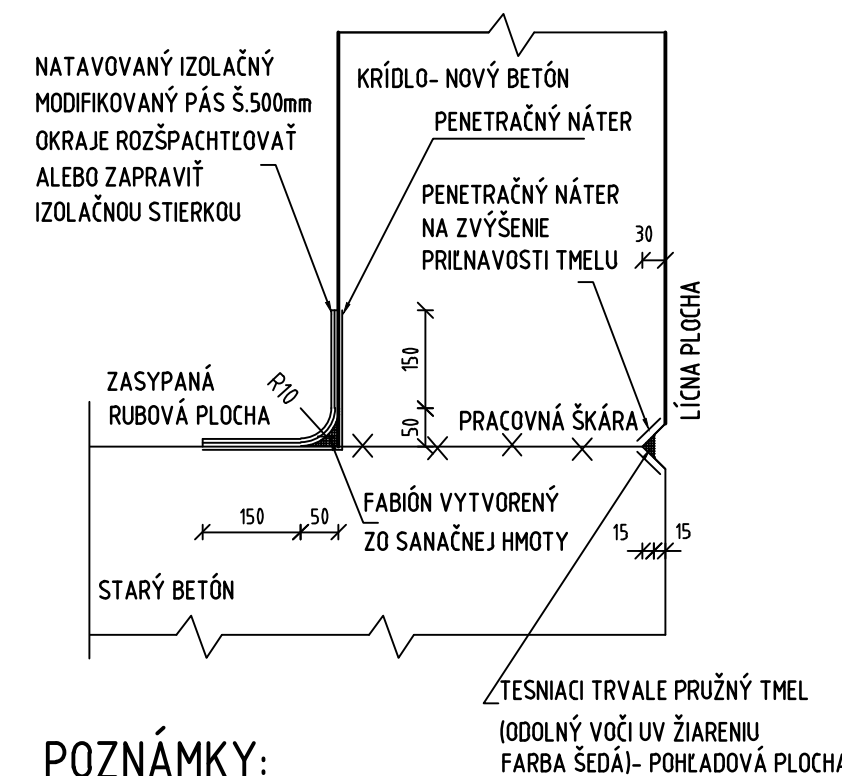 NATAVOVANÝ IZOLAČNÝ
MODIFIKOVANÝ PÁS Š.500mm
OKRAJE ROZŠPACHTĽOVAŤ
ALEBO ZAPRAVIŤ
IZOLAČNOU STIERKOU
KRÍDLO- NOVÝ BETÓN
PENETRAČNÝ NÁTER
PENETRAČNÝ NÁTER
NA ZVÝŠENIE
PRIĽNAVOSTI TMELU
30
LÍCNA PLOCHA
150
50
ZASYPANÁ
RUBOVÁ PLOCHA
R10
PRACOVNÁ ŠKÁRA
150
50
FABIÓN VYTVORENÝ
ZO SANAČNEJ HMOTY
15
15
STARÝ BETÓN
TESNIACI TRVALE PRUŽNÝ TMEL
(ODOLNÝ VOČI UV ŽIARENIU
FARBA ŠEDÁ)- POHĽADOVÁ PLOCHA
POZNÁMKY: